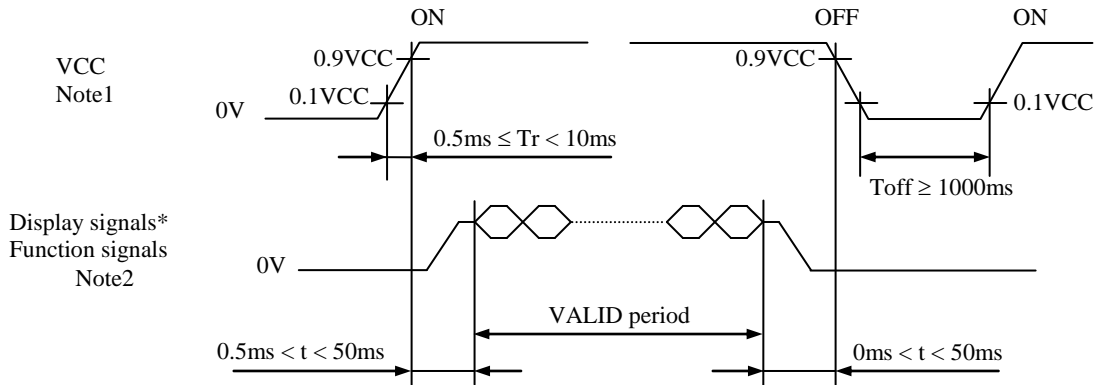 ON OFF ON
VCC
Note1
0.9VCC 0.9VCC
0V 0.1VCC 0.1VCC
0.5ms ≤ Tr < 10ms
Toff ≥ 1000ms
Display signals*
Function signals
Note2
0V
VALID period
0.5ms < t < 50ms 0ms < t < 50ms